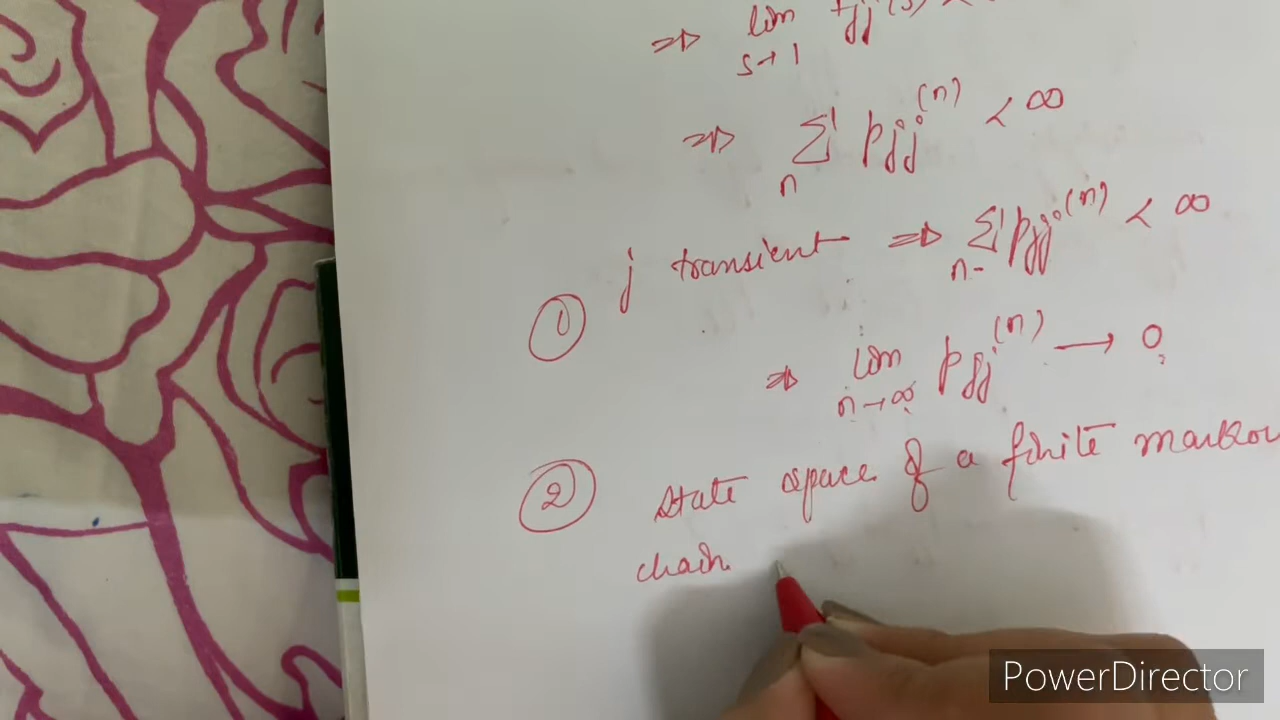 ⇒ lim
s→1
⇒ Σ pjj^(n) < ∞
n
① j transient ⇒ Σ pjj^(n) < ∞
n
⇒ lim pjj^(n) → 0
n→∞
② state space of a finite markov
chain
PowerDirector